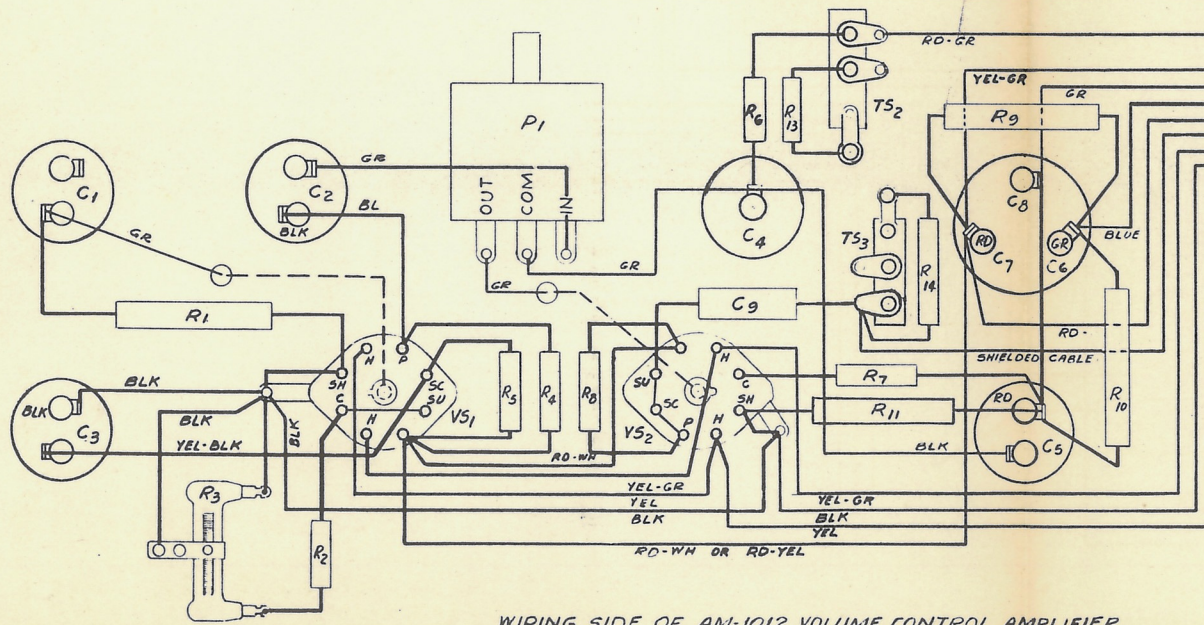 RD-GR
YEL-GR
GR
TS2
R6
R13
R9
P1
GR
C1
C2
C8
OUT
COM
IN
BL
BLK
GR
C4
TS3
RD
GR
BLUE
C7
C6
GR
GR
R14
C9
R1
RD-
SHIELDED CABLE
H
P
H
SH
SC
SU
C
R7
BLK
C
SU
R5
R4
R8
SC
SH
R11
RD
R10
BLK
BLK
C3
BLK
BLK
H
VS1
VS2
P
H
C5
BLK
YEL-BLK
RD-WH
R3
YEL-GR
YEL
BLK
YEL-GR
BLK
YEL
R2
RD-WH OR RD-YEL
WIRING SIDE OF AM-1012 VOLUME CONTROL AMPLIFIER